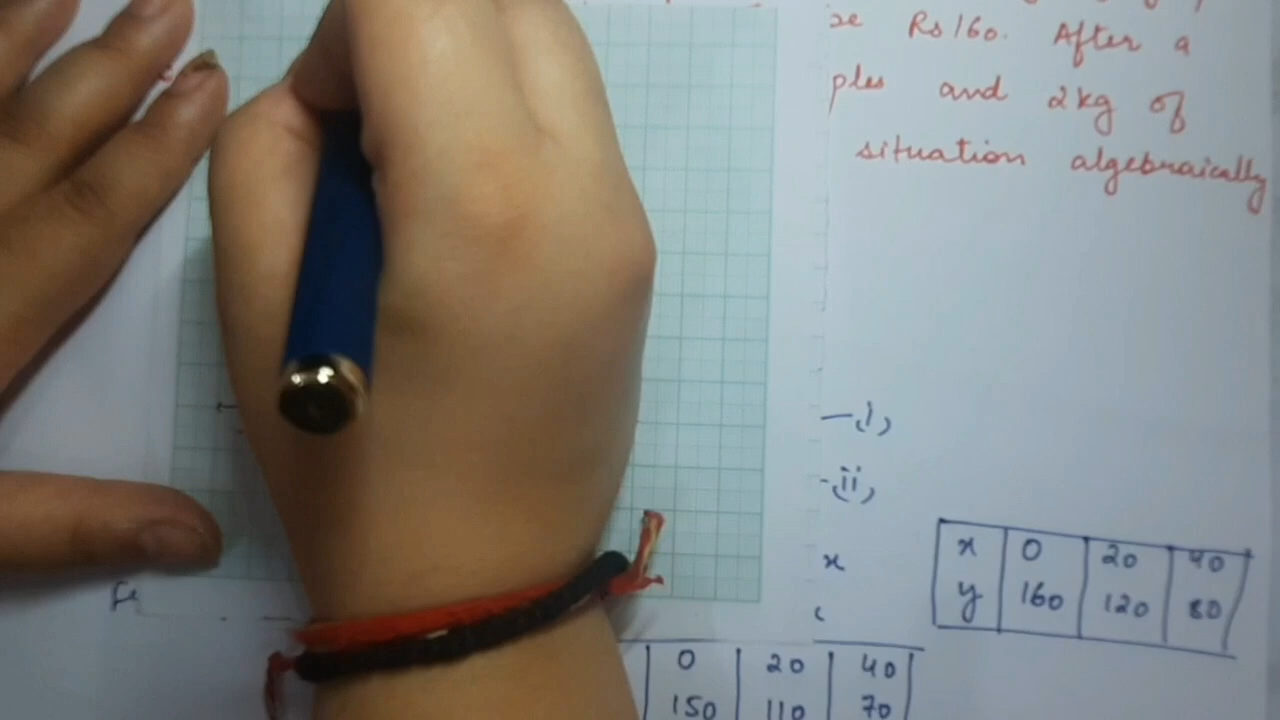 Rs 160. After a
and 2kg of
situation algebraically
—(i)
-(ii)
x
x 0 20 40
y 160 120 80
0 20 40
150 110 70